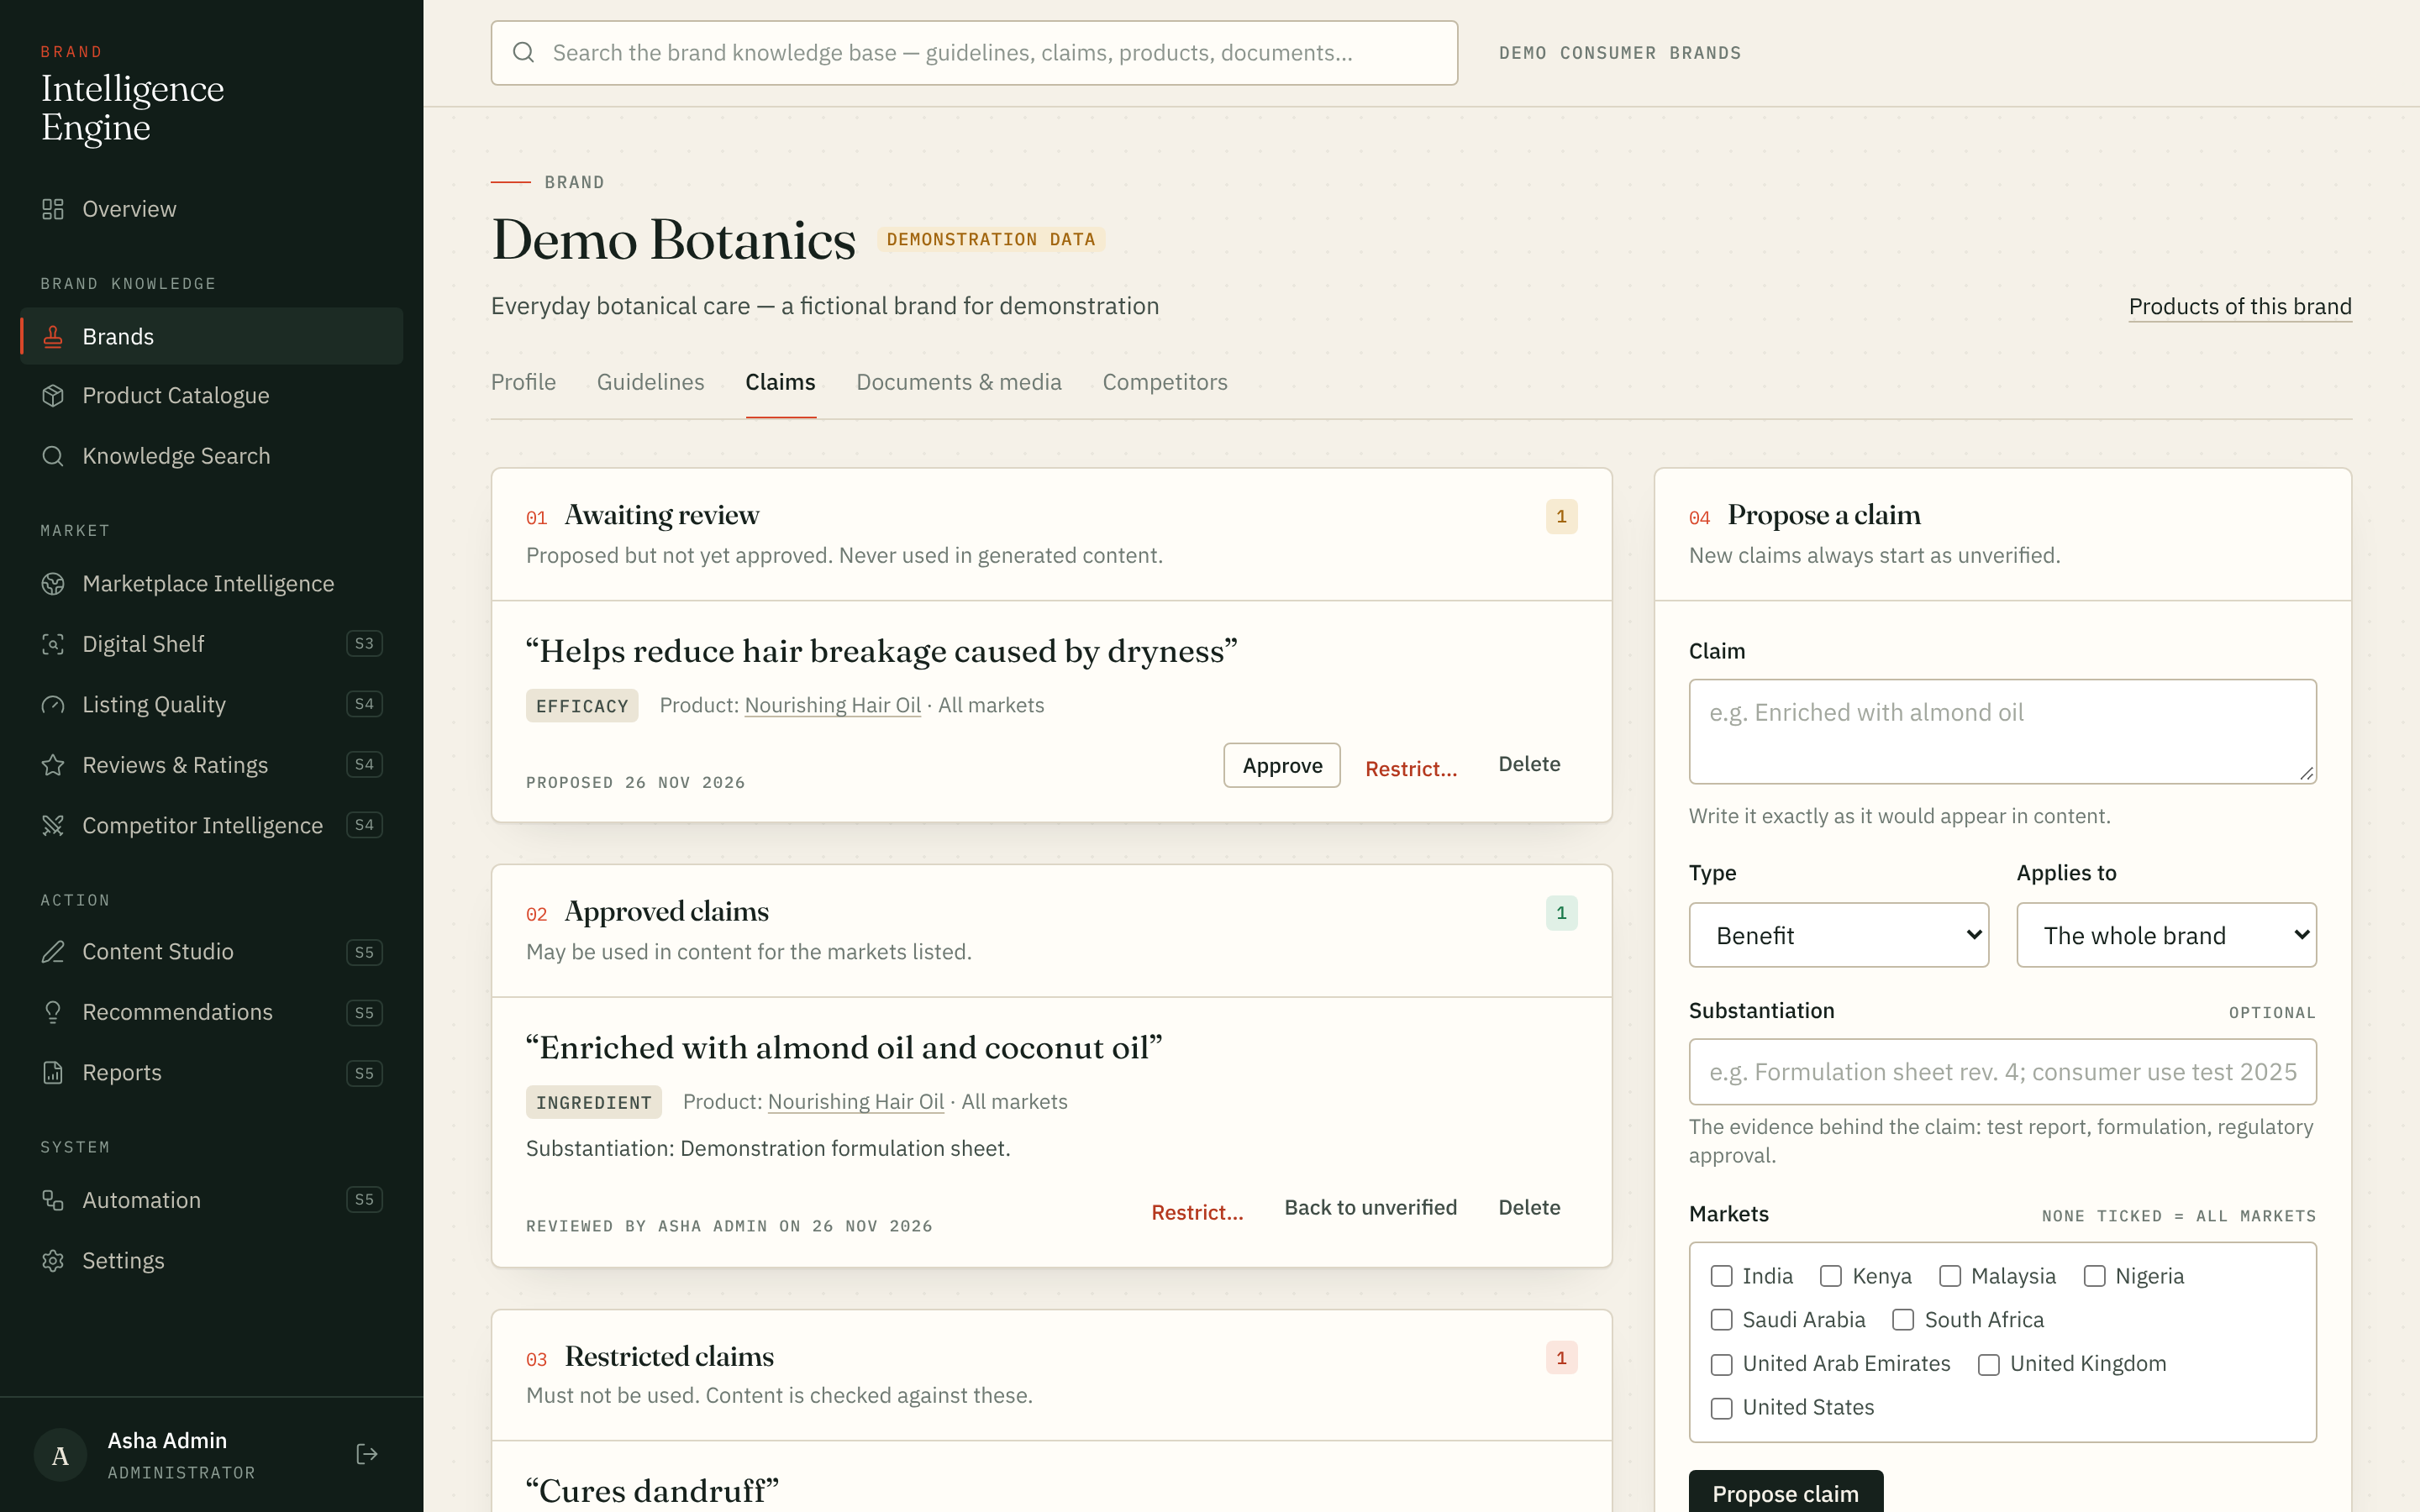 BRAND
Intelligence
Engine
Overview
BRAND KNOWLEDGE
Brands
Product Catalogue
Knowledge Search
MARKET
Marketplace Intelligence
Digital Shelf S3
Listing Quality S4
Reviews & Ratings S4
Competitor Intelligence S4
ACTION
Content Studio S5
Recommendations S5
Reports S5
SYSTEM
Automation S5
Settings
A
Asha Admin
ADMINISTRATOR
Search the brand knowledge base — guidelines, claims, products, documents...
DEMO CONSUMER BRANDS
BRAND
Demo Botanics DEMONSTRATION DATA
Everyday botanical care — a fictional brand for demonstration
Products of this brand
Profile Guidelines Claims Documents & media Competitors
01 Awaiting review 1
Proposed but not yet approved. Never used in generated content.
“Helps reduce hair breakage caused by dryness”
EFFICACY Product: Nourishing Hair Oil · All markets
PROPOSED 26 NOV 2026 Approve Restrict... Delete
02 Approved claims 1
May be used in content for the markets listed.
“Enriched with almond oil and coconut oil”
INGREDIENT Product: Nourishing Hair Oil · All markets
Substantiation: Demonstration formulation sheet.
REVIEWED BY ASHA ADMIN ON 26 NOV 2026 Restrict... Back to unverified Delete
03 Restricted claims 1
Must not be used. Content is checked against these.
“Cures dandruff”
04 Propose a claim
New claims always start as unverified.
Claim
e.g. Enriched with almond oil
Write it exactly as it would appear in content.
Type Applies to
Benefit The whole brand
Substantiation OPTIONAL
e.g. Formulation sheet rev. 4; consumer use test 2025
The evidence behind the claim: test report, formulation, regulatory
approval.
Markets NONE TICKED = ALL MARKETS
India Kenya Malaysia Nigeria
Saudi Arabia South Africa
United Arab Emirates United Kingdom
United States
Propose claim